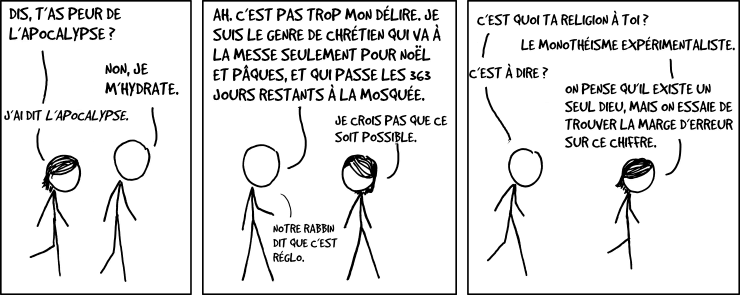 DIS, T'AS PEUR DE
L'APOCALYPSE ?
NON, JE
M'HYDRATE.
J'AI DIT L'APOCALYPSE.
AH. C'EST PAS TROP MON DÉLIRE. JE
SUIS LE GENRE DE CHRÉTIEN QUI VA À
LA MESSE SEULEMENT POUR NOËL
ET PÂQUES, ET QUI PASSE LES 363
JOURS RESTANTS À LA MOSQUÉE.
JE CROIS PAS QUE CE
SOIT POSSIBLE.
NOTRE RABBIN
DIT QUE C'EST
RÉGLO.
C'EST QUOI TA RELIGION À TOI ?
LE MONOTHÉISME EXPÉRIMENTALISTE.
C'EST À DIRE ?
ON PENSE QU'IL EXISTE UN
SEUL DIEU, MAIS ON ESSAIE DE
TROUVER LA MARGE D'ERREUR
SUR CE CHIFFRE.